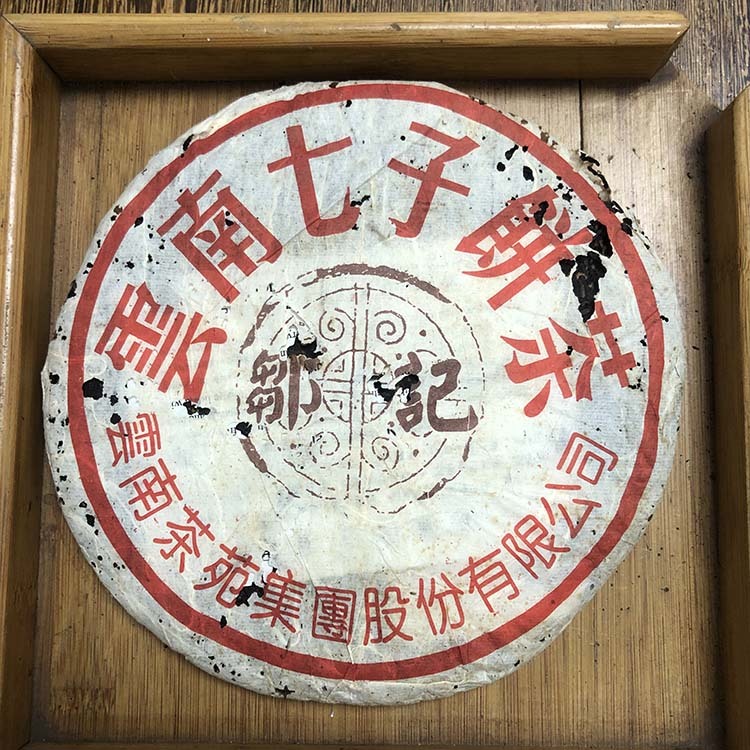 雲南七子餅茶
鄒記
雲南茶苑集團股份有限公司